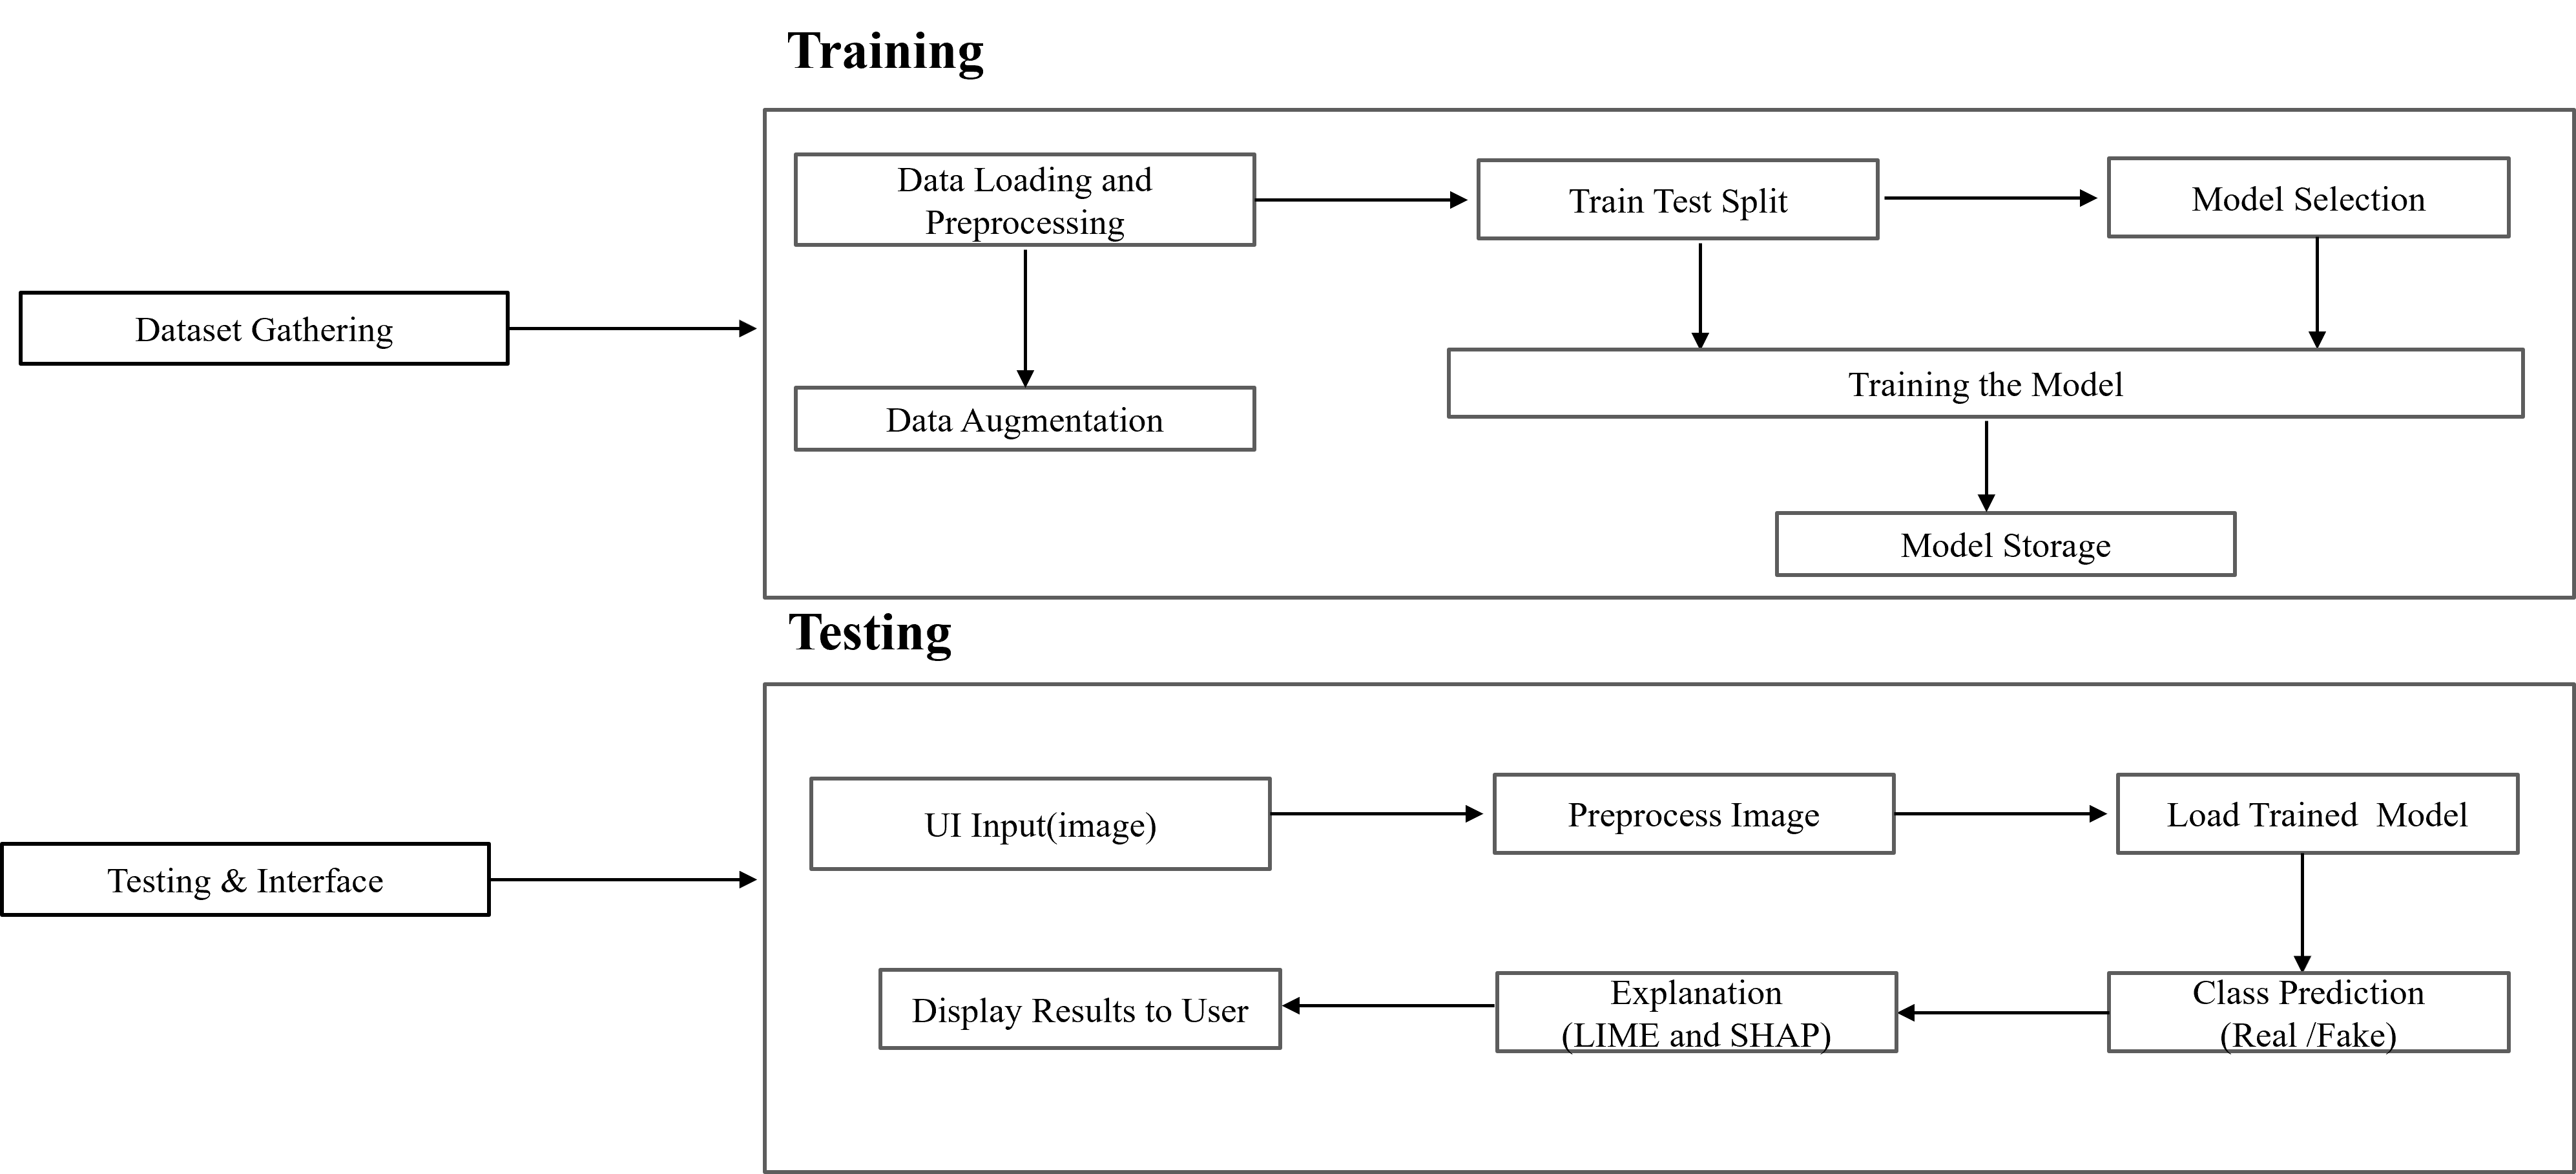 Training
Data Loading and
Preprocessing
Train Test Split
Model Selection
Dataset Gathering
Training the Model
Data Augmentation
Model Storage
Testing
UI Input(image)
Preprocess Image
Load Trained  Model
Testing & Interface
Display Results to User
Explanation
(LIME and SHAP)
Class Prediction
(Real /Fake)